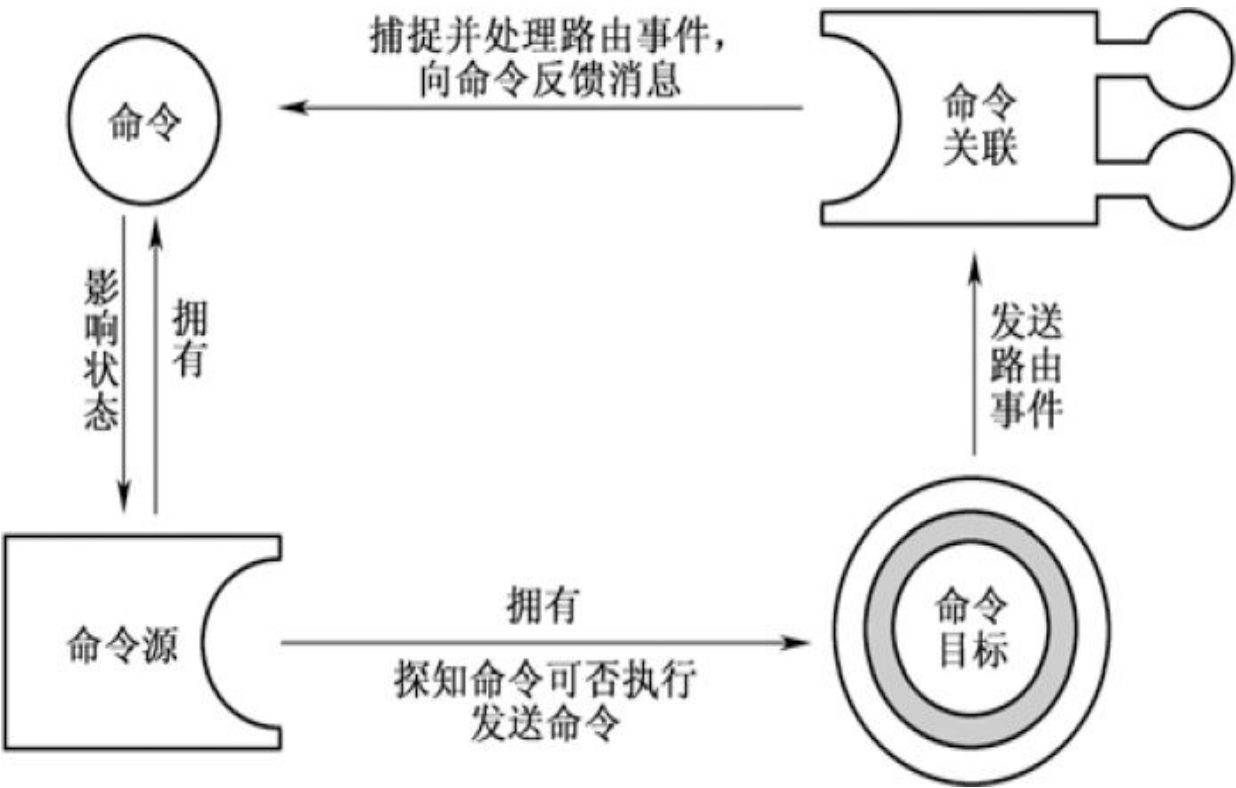 捕捉并处理路由事件，
向命令反馈消息
命令
命令
关联
影响状态
拥有
发送
路由
事件
命令源
拥有
探知命令可否执行
发送命令
命令
目标